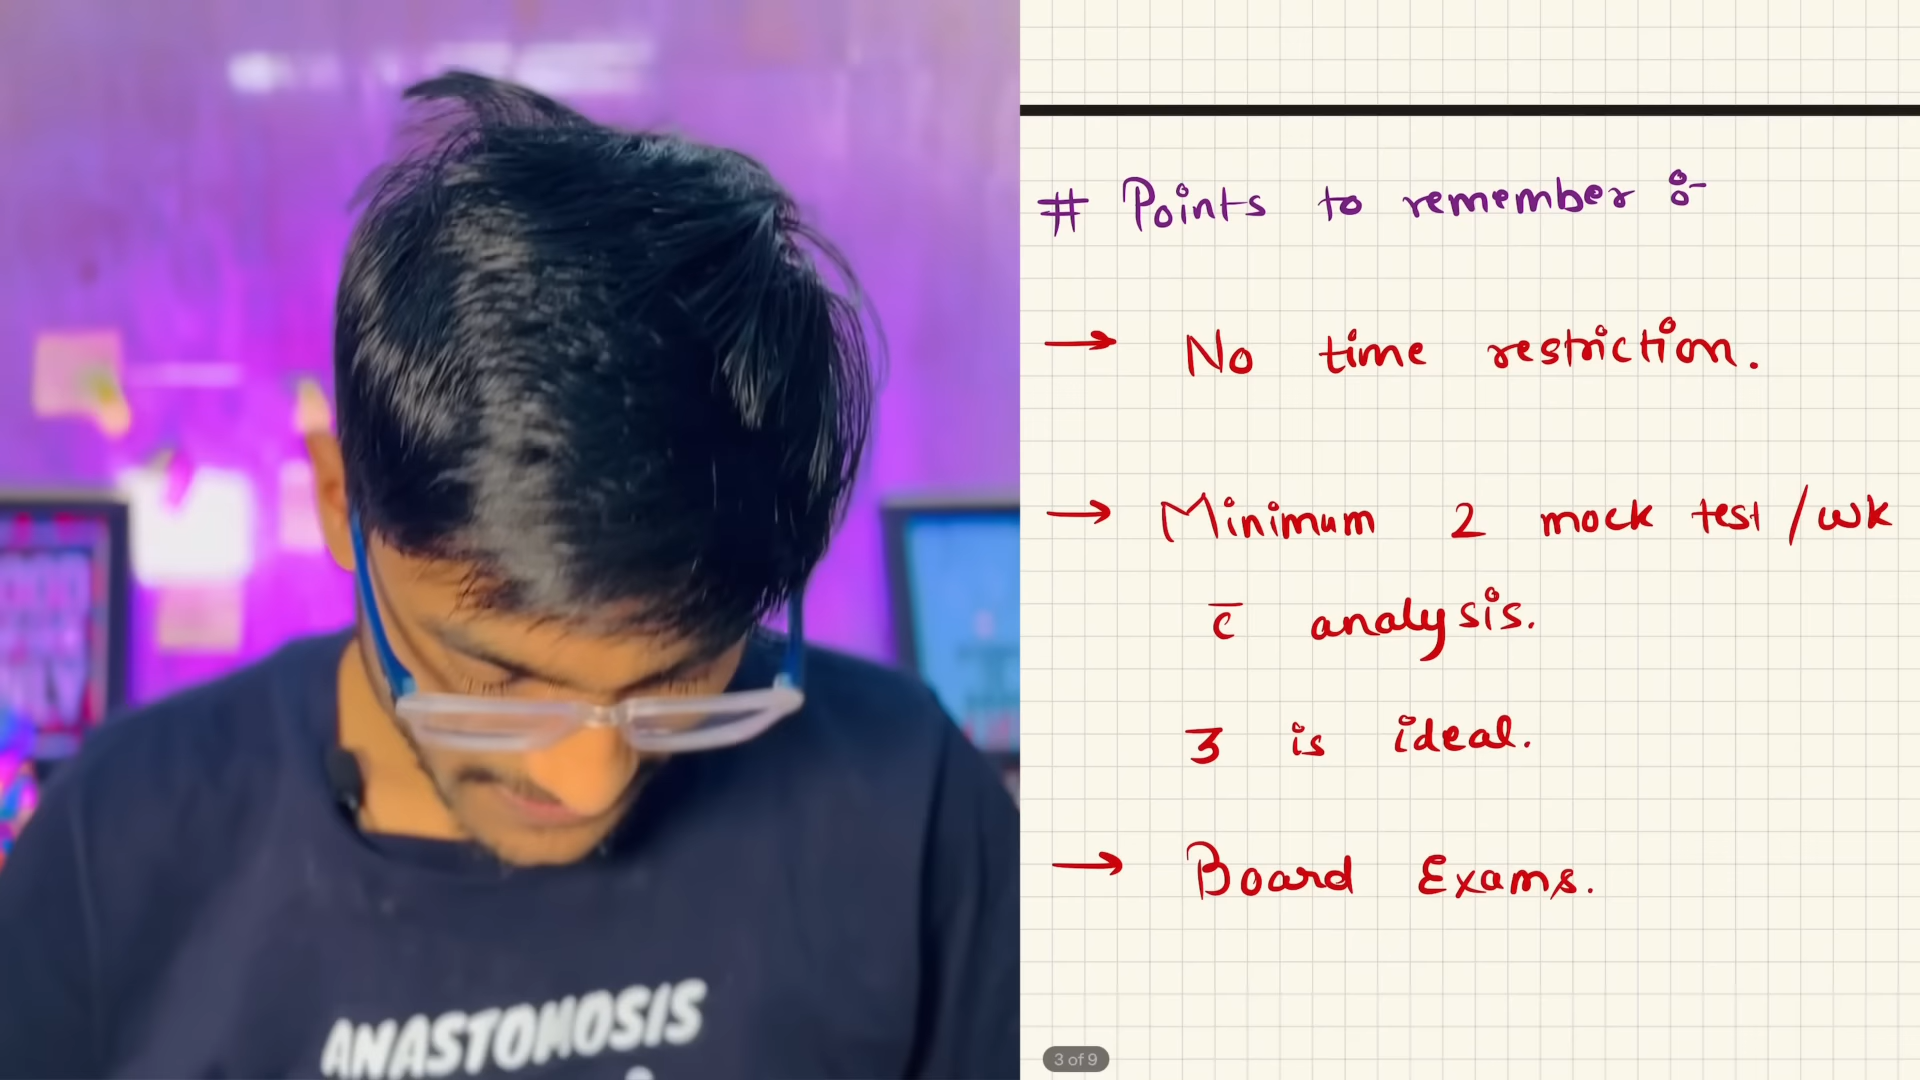 # Points to remember :-
→ No time restriction.
→ Minimum 2 mock test /wk
c̅ analysis.
3 is ideal.
→ Board Exams.
3 of 9
ANASTOMOSIS